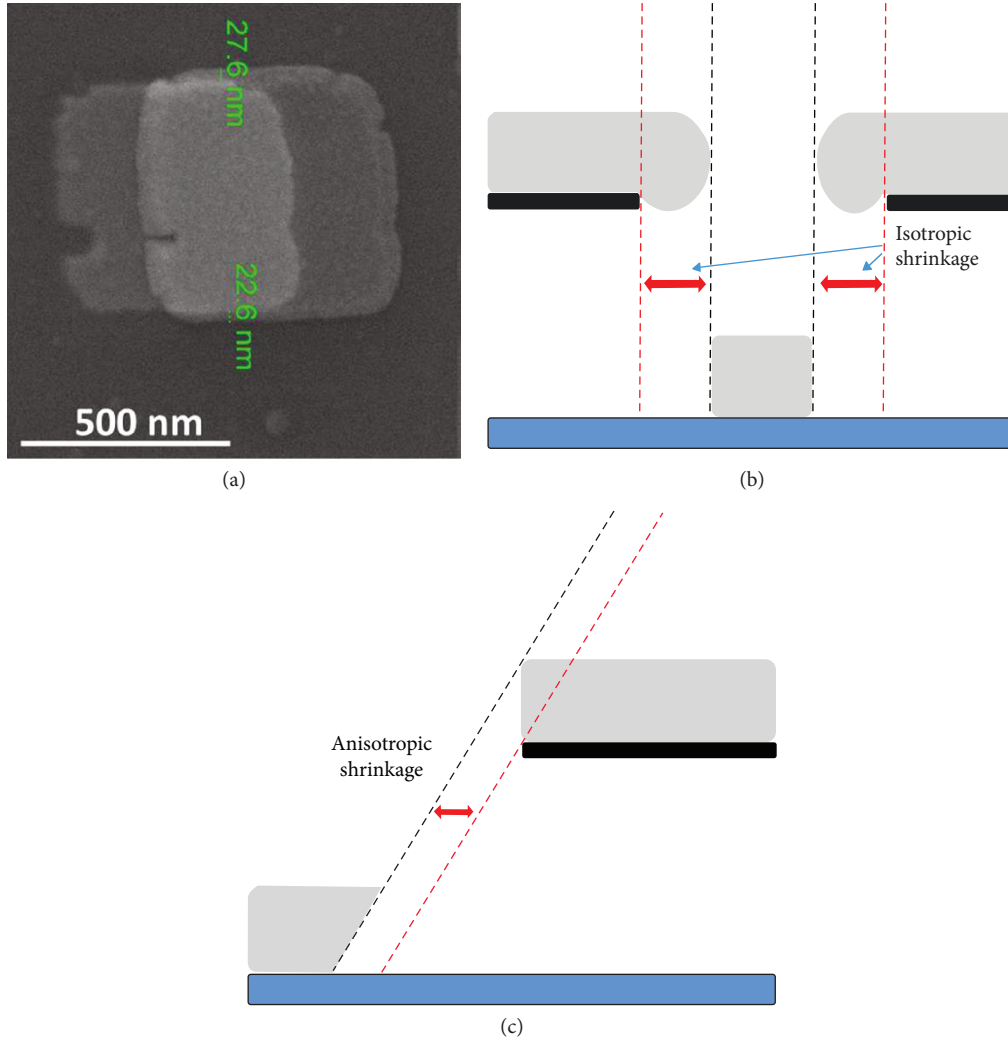 27.6 nm
22.6 nm
500 nm
(a)
Isotropic
shrinkage
(b)
Anisotropic
shrinkage
(c)